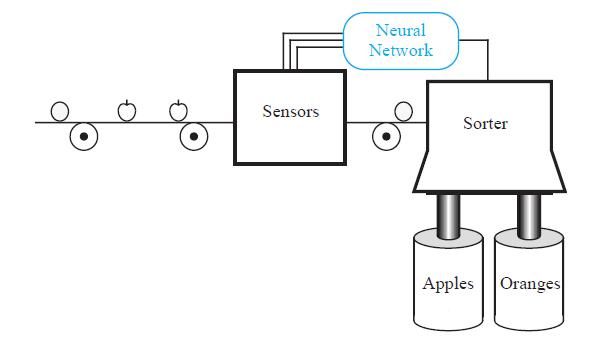 Neural
Network
Sensors
Sorter
Apples
Oranges